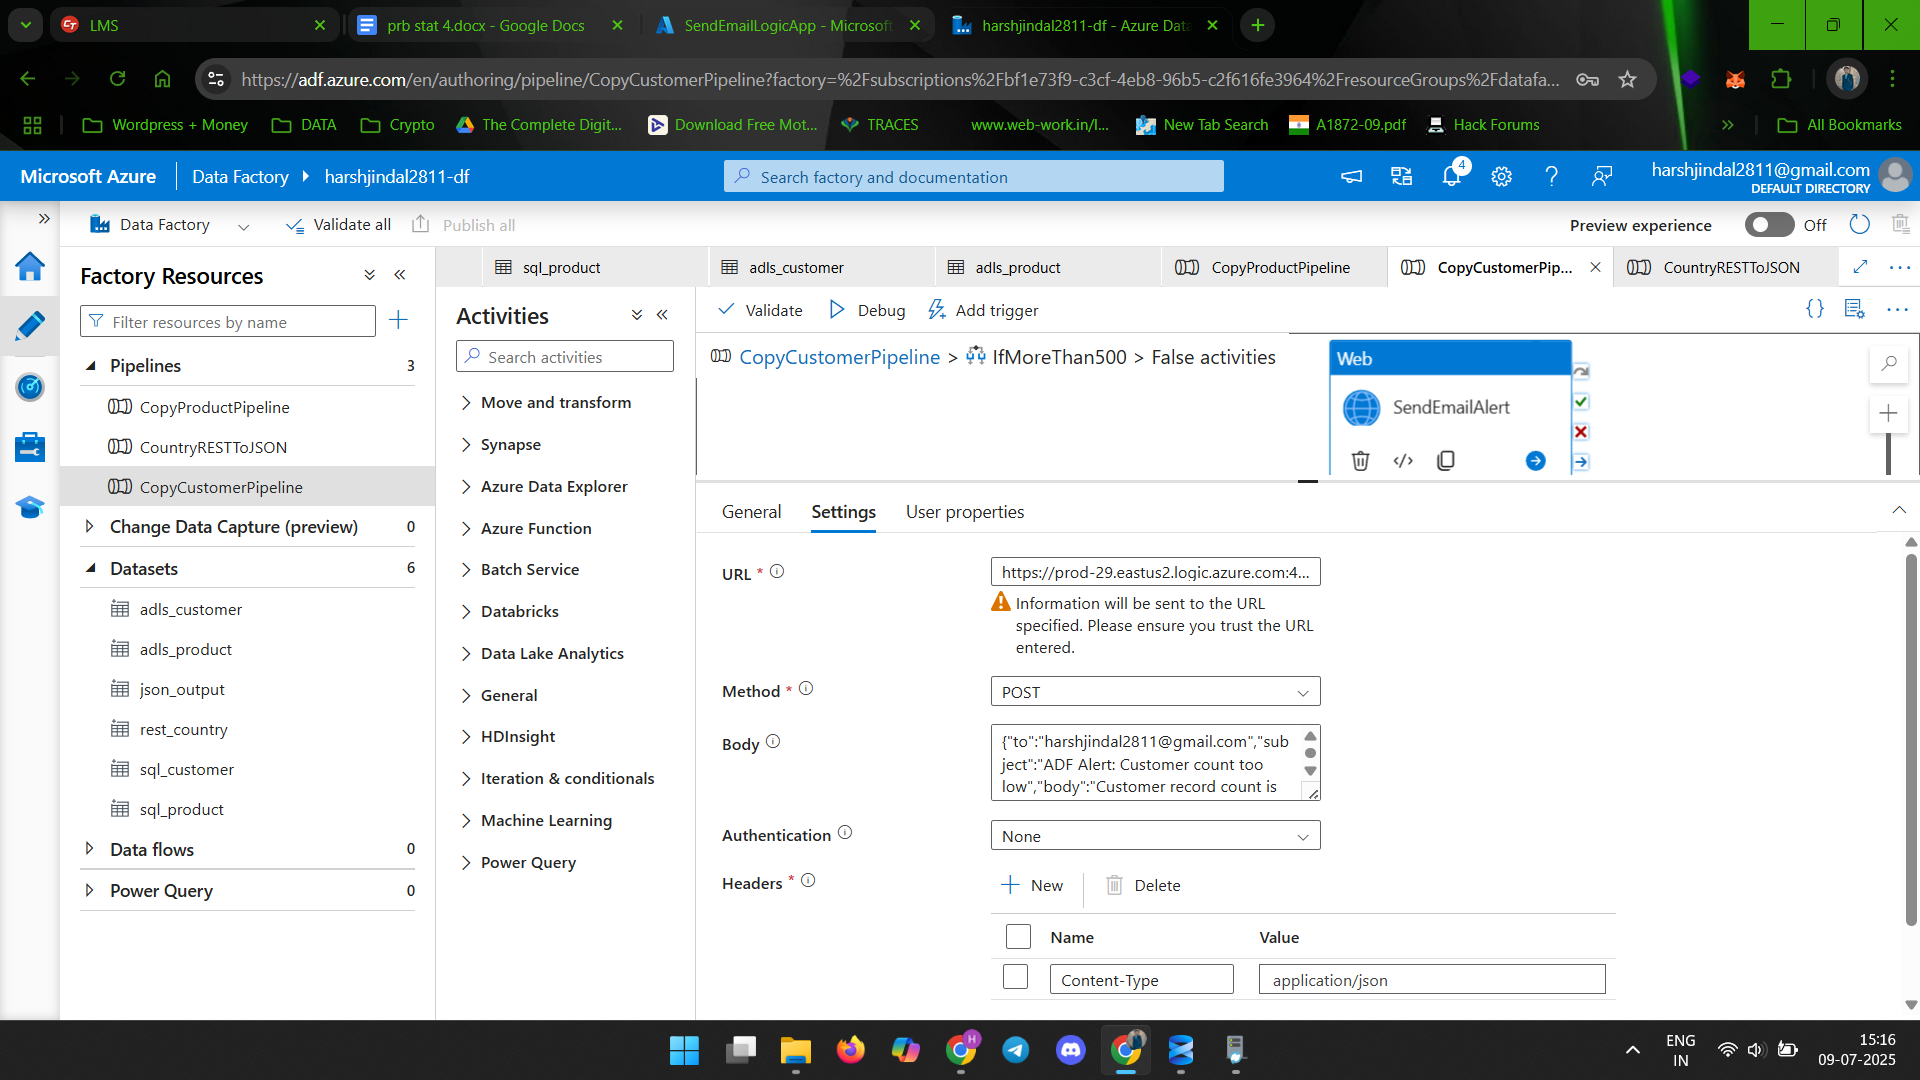 LMS
prb stat 4.docx - Google Docs
SendEmailLogicApp - Microsoft
harshjindal2811-df - Azure Data
https://adf.azure.com/en/authoring/pipeline/CopyCustomerPipeline?factory=%2Fsubscriptions%2Fbf1e73f9-c3cf-4eb8-96b5-c2f616fe3964%2FresourceGroups%2Fdatafa...
Wordpress + Money
DATA
Crypto
The Complete Digit...
Download Free Mot...
TRACES
www.web-work.in/l...
New Tab Search
A1872-09.pdf
Hack Forums
All Bookmarks
Microsoft Azure
Data Factory
harshjindal2811-df
Search factory and documentation
4
harshjindal2811@gmail.com
DEFAULT DIRECTORY
Data Factory
Validate all
Publish all
Preview experience
Off
Factory Resources
Filter resources by name
Pipelines 3
CopyProductPipeline
CountryRESTToJSON
CopyCustomerPipeline
Change Data Capture (preview) 0
Datasets 6
adls_customer
adls_product
json_output
rest_country
sql_customer
sql_product
Data flows 0
Power Query 0
sql_product
adls_customer
adls_product
CopyProductPipeline
CopyCustomerPip...
CountryRESTToJSON
Activities
Search activities
Move and transform
Synapse
Azure Data Explorer
Azure Function
Batch Service
Databricks
Data Lake Analytics
General
HDInsight
Iteration & conditionals
Machine Learning
Power Query
Validate
Debug
Add trigger
CopyCustomerPipeline > IfMoreThan500 > False activities
Web
SendEmailAlert
General
Settings
User properties
URL *
https://prod-29.eastus2.logic.azure.com:4...
Information will be sent to the URL
specified. Please ensure you trust the URL
entered.
Method *
POST
Body
{"to":"harshjindal2811@gmail.com","sub
ject":"ADF Alert: Customer count too
low","body":"Customer record count is
Authentication
None
Headers *
New
Delete
Name
Value
Content-Type
application/json
ENG
IN
15:16
09-07-2025